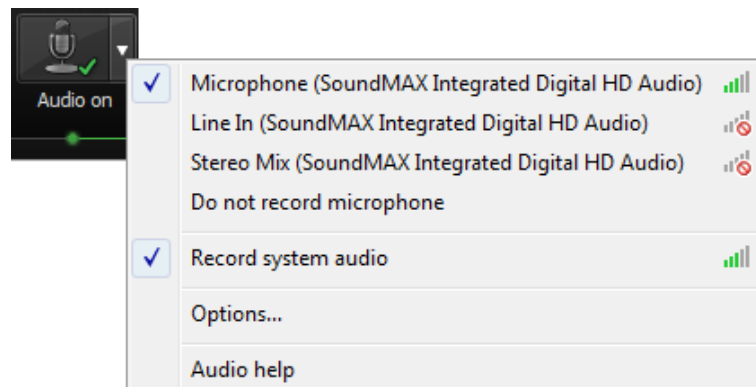 Audio on
Microphone (SoundMAX Integrated Digital HD Audio)
Line In (SoundMAX Integrated Digital HD Audio)
Stereo Mix (SoundMAX Integrated Digital HD Audio)
Do not record microphone
Record system audio
Options...
Audio help